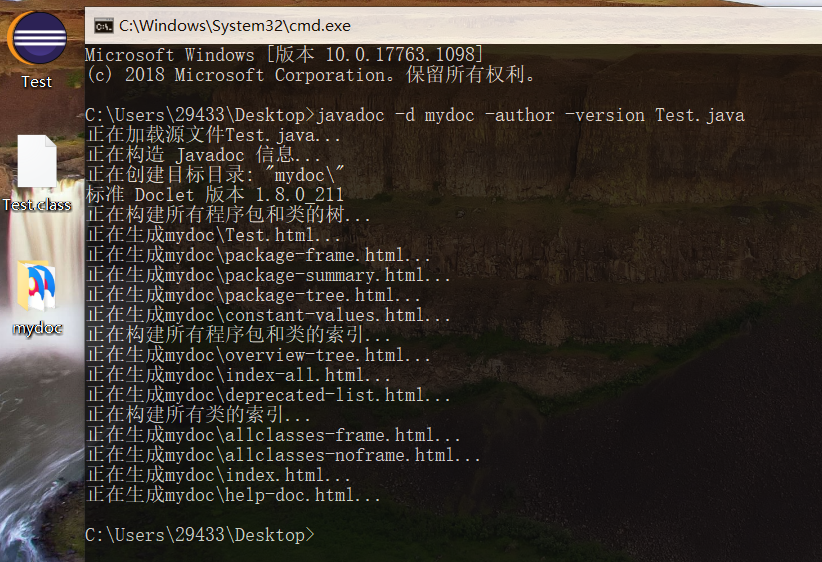 C:\Windows\System32\cmd.exe
Test
Test.class
mydoc
Microsoft Windows [版本 10.0.17763.1098]
(c) 2018 Microsoft Corporation。保留所有权利。
C:\Users\29433\Desktop>javadoc -d mydoc -author -version Test.java
正在加载源文件Test.java...
正在构造 Javadoc 信息...
正在创建目标目录: "mydoc\"
标准 Doclet 版本 1.8.0_211
正在构建所有程序包和类的树...
正在生成mydoc\Test.html...
正在生成mydoc\package-frame.html...
正在生成mydoc\package-summary.html...
正在生成mydoc\package-tree.html...
正在生成mydoc\constant-values.html...
正在构建所有程序包和类的索引...
正在生成mydoc\overview-tree.html...
正在生成mydoc\index-all.html...
正在生成mydoc\deprecated-list.html...
正在构建所有类的索引...
正在生成mydoc\allclasses-frame.html...
正在生成mydoc\allclasses-noframe.html...
正在生成mydoc\index.html...
正在生成mydoc\help-doc.html...
C:\Users\29433\Desktop>